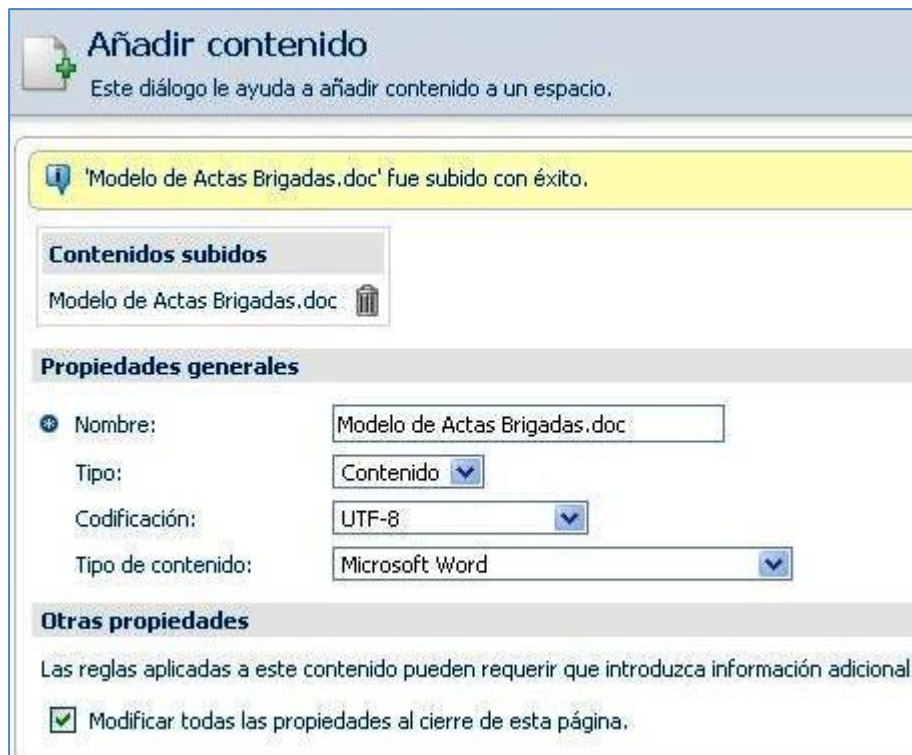 Añadir contenido
Este diálogo le ayuda a añadir contenido a un espacio.
'Modelo de Actas Brigadas.doc' fue subido con éxito.
Contenidos subidos
Modelo de Actas Brigadas.doc
Propiedades generales
Nombre: Modelo de Actas Brigadas.doc
Tipo: Contenido
Codificación: UTF-8
Tipo de contenido: Microsoft Word
Otras propiedades
Las reglas aplicadas a este contenido pueden requerir que introduzca información adicional
Modificar todas las propiedades al cierre de esta página.